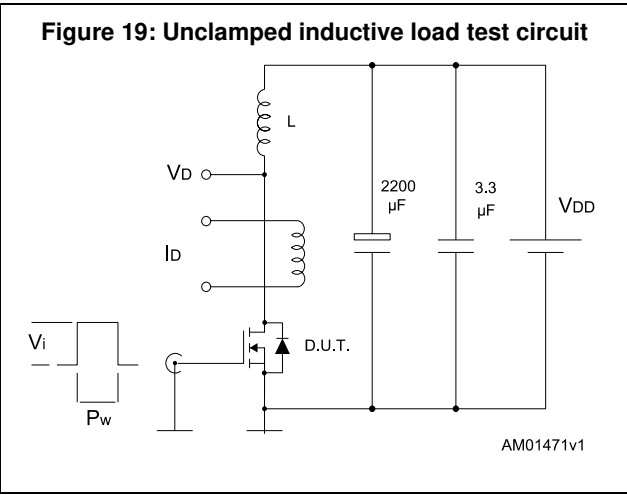 Figure 19: Unclamped inductive load test circuit
L
VD
2200
µF
3.3
µF
VDD
ID
Vi
D.U.T.
Pw
AM01471v1